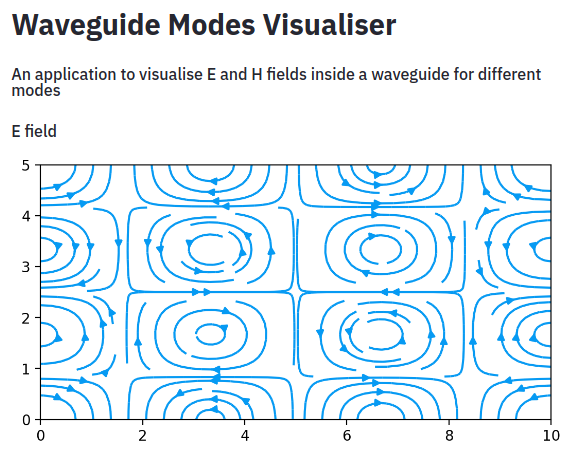 Waveguide Modes Visualiser
An application to visualise E and H fields inside a waveguide for different
modes
E field
5
4
3
2
1
0
0 2 4 6 8 10